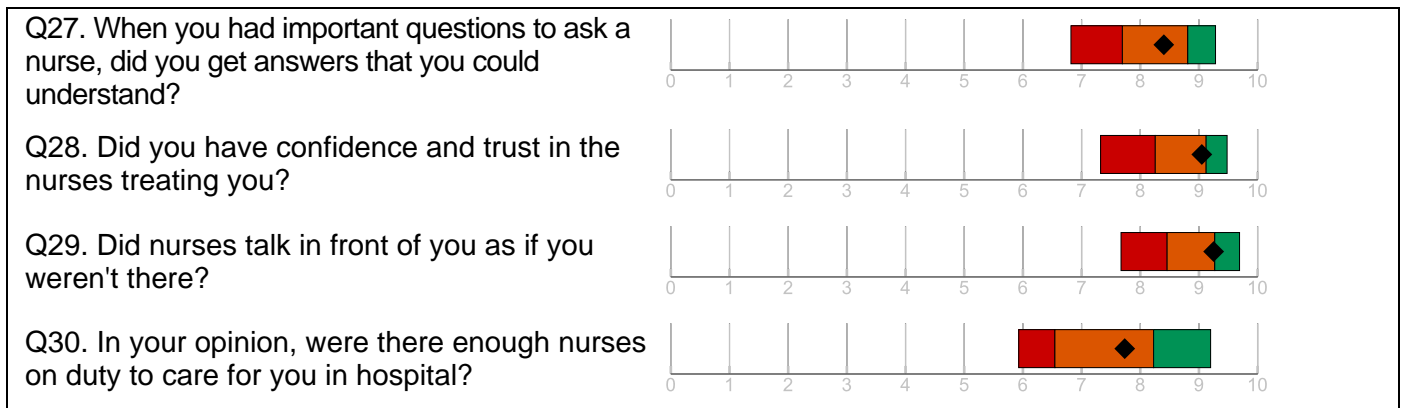 Q27. When you had important questions to ask a
nurse, did you get answers that you could
understand?
0 1 2 3 4 5 6 7 8 9 10
Q28. Did you have confidence and trust in the
nurses treating you?
0 1 2 3 4 5 6 7 8 9 10
Q29. Did nurses talk in front of you as if you
weren't there?
0 1 2 3 4 5 6 7 8 9 10
Q30. In your opinion, were there enough nurses
on duty to care for you in hospital?
0 1 2 3 4 5 6 7 8 9 10